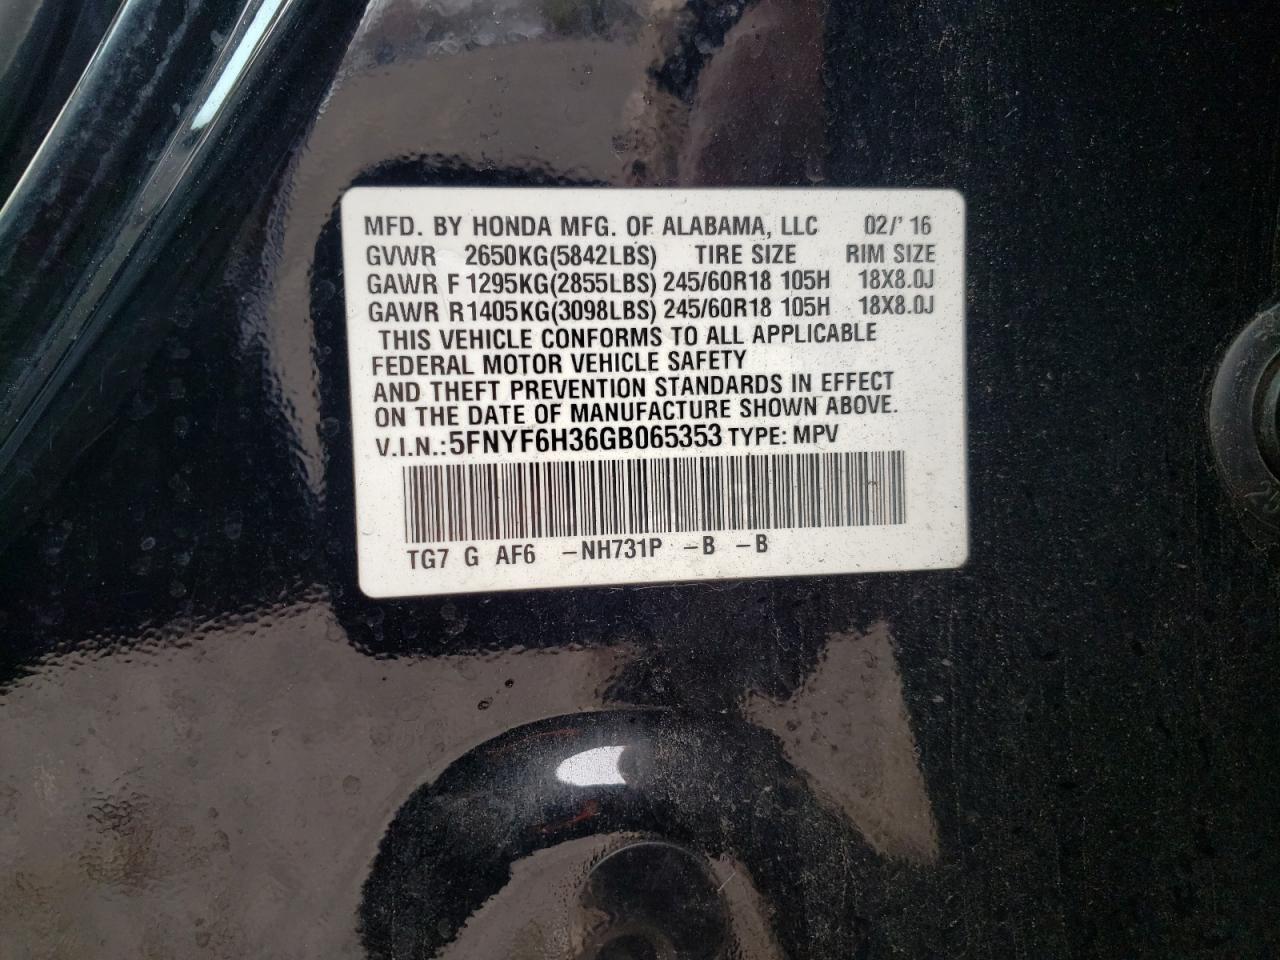 MFD. BY HONDA MFG. OF ALABAMA, LLC 02/' 16
GVWR 2650KG(5842LBS) TIRE SIZE RIM SIZE
GAWR F 1295KG(2855LBS) 245/60R18 105H 18X8.0J
GAWR R1405KG(3098LBS) 245/60R18 105H 18X8.0J
THIS VEHICLE CONFORMS TO ALL APPLICABLE
FEDERAL MOTOR VEHICLE SAFETY
AND THEFT PREVENTION STANDARDS IN EFFECT
ON THE DATE OF MANUFACTURE SHOWN ABOVE.
V.I.N.:5FNYF6H36GB065353 TYPE: MPV
TG7 G AF6 –NH731P –B –B